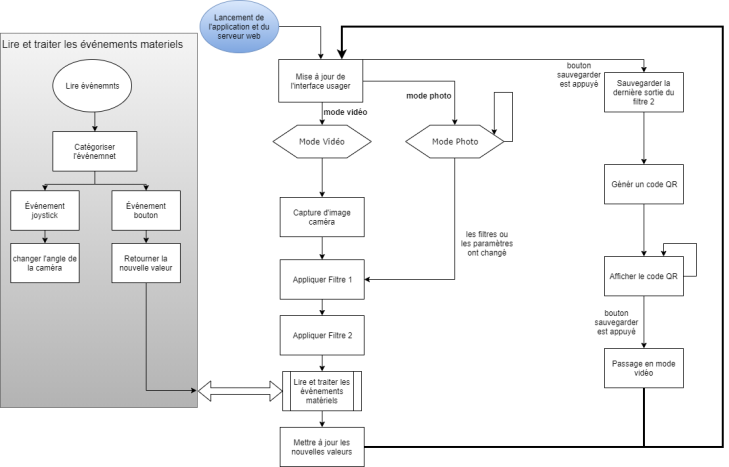 Lancement de
l'application et du
serveur web
Lire et traiter les événements materiels
Lire événemnts
Catégoriser
l'événemnet
Événement
joystick
Événement
bouton
changer l'angle de
la caméra
Retourner la
nouvelle valeur
Mise á jour de
l'interface usager
mode vidéo
mode photo
Mode Vidéo
Mode Photo
Capture d'image
caméra
les filtres ou
les paramètres
ont changé
Appliquer Filtre 1
Appliquer Filtre 2
Lire et traiter les
évènements
matériels
Mettre á jour les
nouvelles valeurs
bouton
sauvegarder
est appuyé
Sauvegarder la
dernière sortie du
filtre 2
Génér un code QR
Afficher le code QR
bouton
sauvegarder
est appuyé
Passage en mode
vidéo